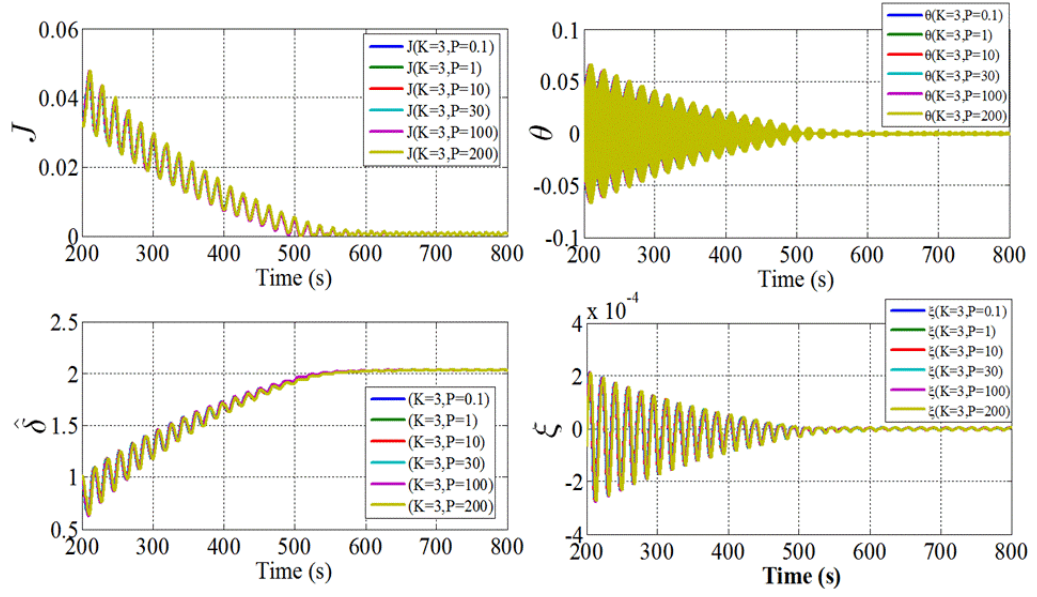 J
0.06
0.04
0.02
0
200 300 400 500 600 700 800
Time (s)
J(K=3,P=0.1)
J(K=3,P=1)
J(K=3,P=10)
J(K=3,P=30)
J(K=3,P=100)
J(K=3,P=200)
θ
0.1
0.05
0
-0.05
-0.1
200 300 400 500 600 700 800
Time (s)
θ(K=3,P=0.1)
θ(K=3,P=1)
θ(K=3,P=10)
θ(K=3,P=30)
θ(K=3,P=100)
θ(K=3,P=200)
δ̂
2.5
2
1.5
1
0.5
200 300 400 500 600 700 800
Time (s)
(K=3,P=0.1)
(K=3,P=1)
(K=3,P=10)
(K=3,P=30)
(K=3,P=100)
(K=3,P=200)
ξ
x 10⁻⁴
4
2
0
-2
-4
200 300 400 500 600 700 800
Time (s)
ξ(K=3,P=0.1)
ξ(K=3,P=1)
ξ(K=3,P=10)
ξ(K=3,P=30)
ξ(K=3,P=100)
ξ(K=3,P=200)